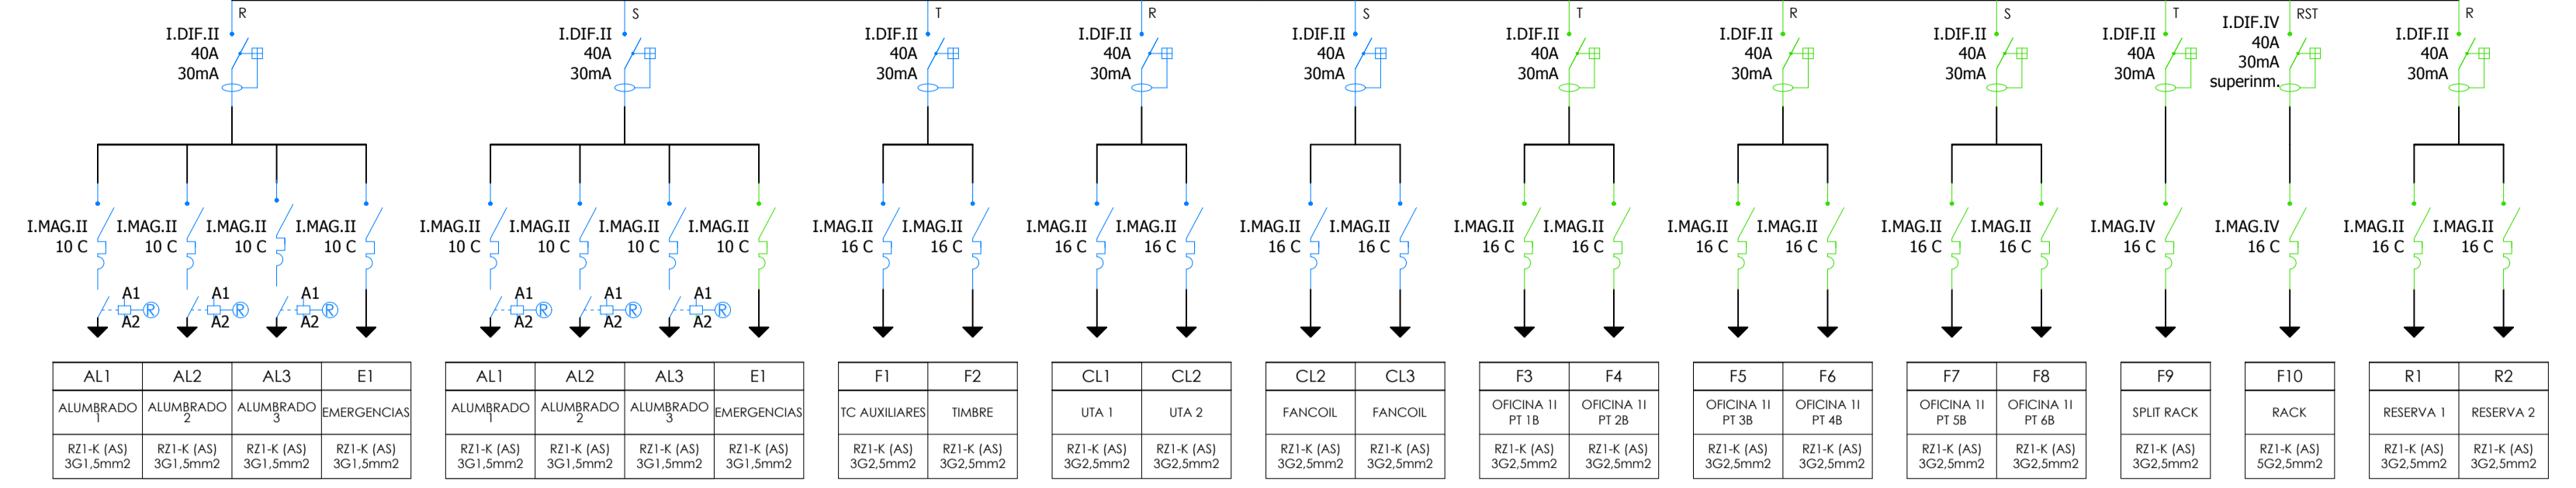 R S T R S T R S T RST R
I.DIF.II I.DIF.II I.DIF.II I.DIF.II I.DIF.II I.DIF.II I.DIF.II I.DIF.II I.DIF.II I.DIF.IV I.DIF.II
40A 40A 40A 40A 40A 40A 40A 40A 40A 40A 40A
30mA 30mA 30mA 30mA 30mA 30mA 30mA 30mA 30mA 30mA 30mA
superinm.
I.MAG.II I.MAG.II I.MAG.II I.MAG.II I.MAG.II I.MAG.II I.MAG.II I.MAG.II I.MAG.II I.MAG.II I.MAG.II I.MAG.II I.MAG.II I.MAG.II I.MAG.II I.MAG.II I.MAG.II I.MAG.II I.MAG.II I.MAG.II I.MAG.IV I.MAG.IV I.MAG.II I.MAG.II
10 C 10 C 10 C 10 C 10 C 10 C 10 C 10 C 16 C 16 C 16 C 16 C 16 C 16 C 16 C 16 C 16 C 16 C 16 C 16 C 16 C 16 C 16 C 16 C
A1 A1 A1 A1 A1 A1
R R R R R R
A2 A2 A2 A2 A2 A2
AL1 AL2 AL3 E1 AL1 AL2 AL3 E1 F1 F2 CL1 CL2 CL2 CL3 F3 F4 F5 F6 F7 F8 F9 F10 R1 R2
ALUMBRADO ALUMBRADO ALUMBRADO EMERGENCIAS ALUMBRADO ALUMBRADO ALUMBRADO EMERGENCIAS TC AUXILIARES TIMBRE UTA 1 UTA 2 FANCOIL FANCOIL OFICINA 1I OFICINA 1I OFICINA 1I OFICINA 1I OFICINA 1I OFICINA 1I SPLIT RACK RACK RESERVA 1 RESERVA 2
1 2 3 1 2 3 PT 1B PT 2B PT 3B PT 4B PT 5B PT 6B
RZ1-K (AS) RZ1-K (AS) RZ1-K (AS) RZ1-K (AS) RZ1-K (AS) RZ1-K (AS) RZ1-K (AS) RZ1-K (AS) RZ1-K (AS) RZ1-K (AS) RZ1-K (AS) RZ1-K (AS) RZ1-K (AS) RZ1-K (AS) RZ1-K (AS) RZ1-K (AS) RZ1-K (AS) RZ1-K (AS) RZ1-K (AS) RZ1-K (AS) RZ1-K (AS) RZ1-K (AS) RZ1-K (AS) RZ1-K (AS)
3G1,5mm2 3G1,5mm2 3G1,5mm2 3G1,5mm2 3G1,5mm2 3G1,5mm2 3G1,5mm2 3G1,5mm2 3G2,5mm2 3G2,5mm2 3G2,5mm2 3G2,5mm2 3G2,5mm2 3G2,5mm2 3G2,5mm2 3G2,5mm2 3G2,5mm2 3G2,5mm2 3G2,5mm2 3G2,5mm2 3G2,5mm2 5G2,5mm2 3G2,5mm2 3G2,5mm2